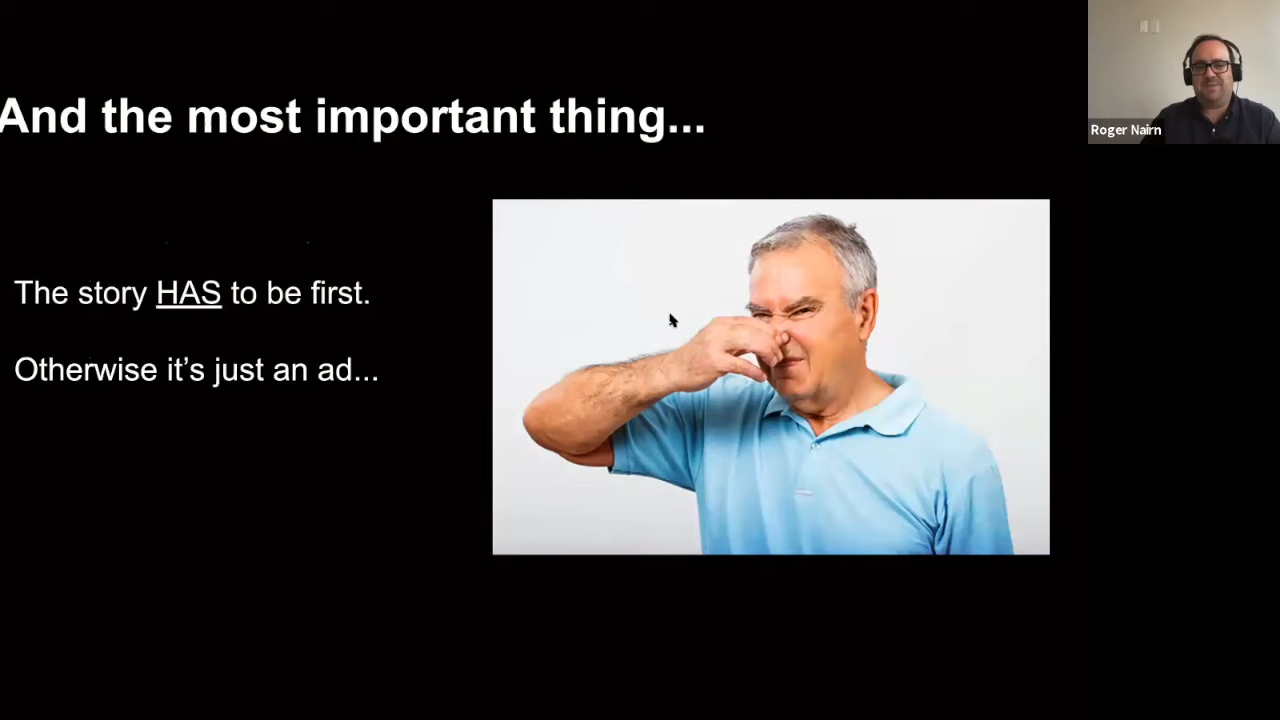 And the most important thing...
Roger Nairn
The story HAS to be first.
Otherwise it’s just an ad...